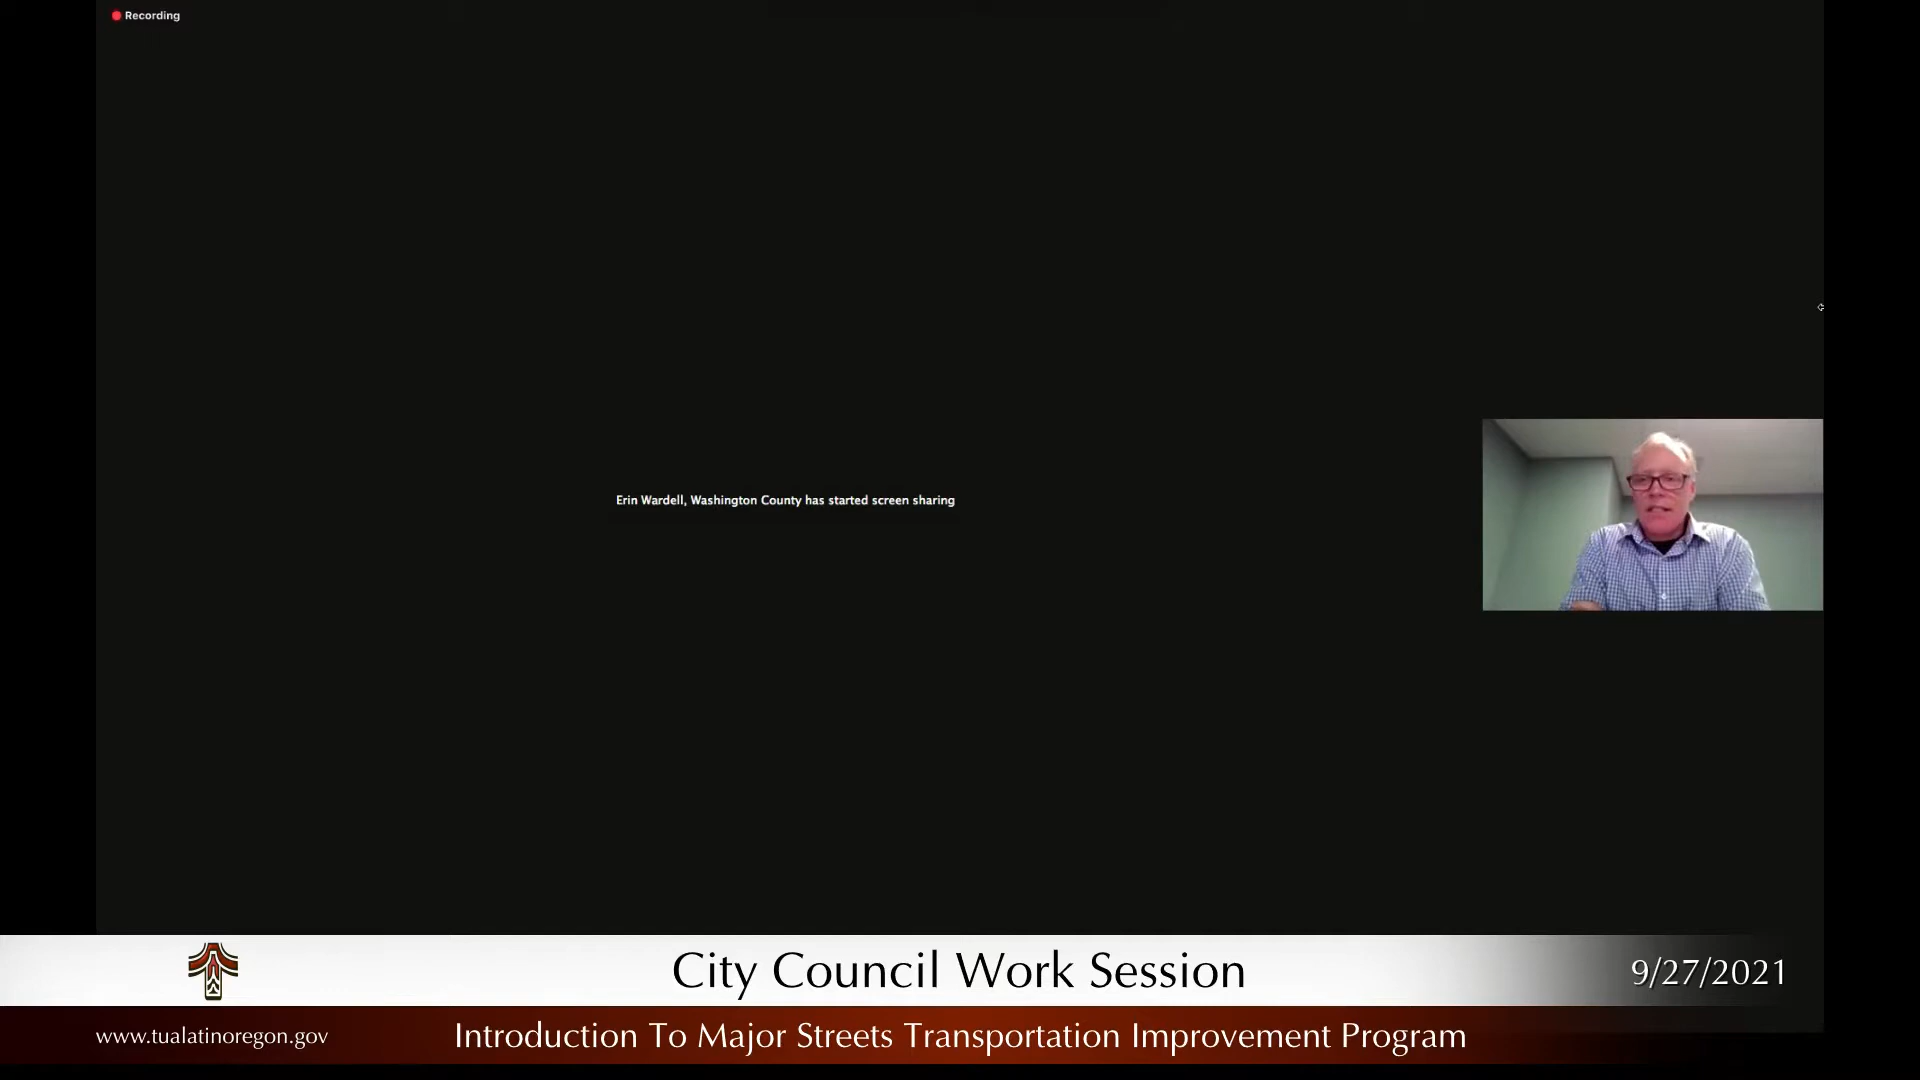 Recording
Erin Wardell, Washington County has started screen sharing
City Council Work Session
9/27/2021
www.tualatinoregon.gov
Introduction To Major Streets Transportation Improvement Program